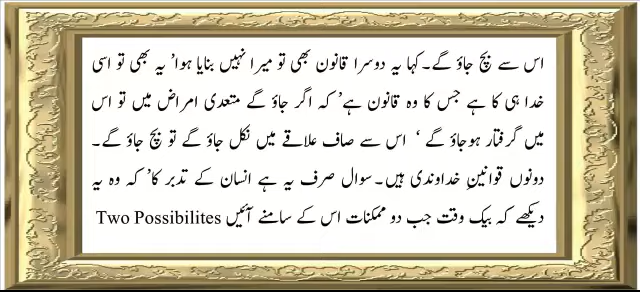 اس سے بچ جاؤ گے۔کہا یہ دوسرا قانون بھی تو میرا نہیں بنایا ہوا’ یہ بھی تو اسی
خدا ہی کا ہے جس کا وہ قانون ہے’ کہ اگر جاؤ گے متعدی امراض میں تو اس
میں گرفتار ہوجاؤ گے ‘ اس سے صاف علاقے میں نکل جاؤ گے تو بچ جاؤ گے۔
دونوں قوانینِ خداوندی ہیں۔سوال صرف یہ ہے انسان کے تدبر کا’ کہ وہ یہ
دیکھے کہ بیک وقت جب دو ممکنات اس کے سامنے آئیں Two Possibilites